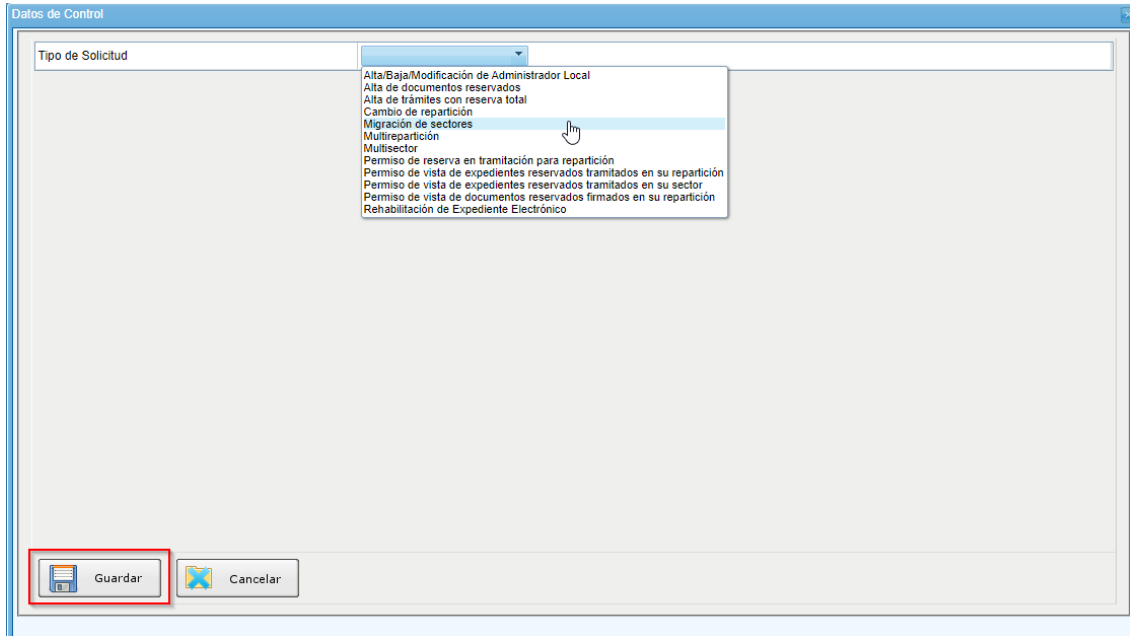 Datos de Control
Tipo de Solicitud
Alta/Baja/Modificación de Administrador Local
Alta de documentos reservados
Alta de trámites con reserva total
Cambio de repartición
Migración de sectores
Multirepartición
Multisector
Permiso de reserva en tramitación para repartición
Permiso de vista de expedientes reservados tramitados en su repartición
Permiso de vista de expedientes reservados tramitados en su sector
Permiso de vista de documentos reservados firmados en su repartición
Rehabilitación de Expediente Electrónico
Guardar
Cancelar